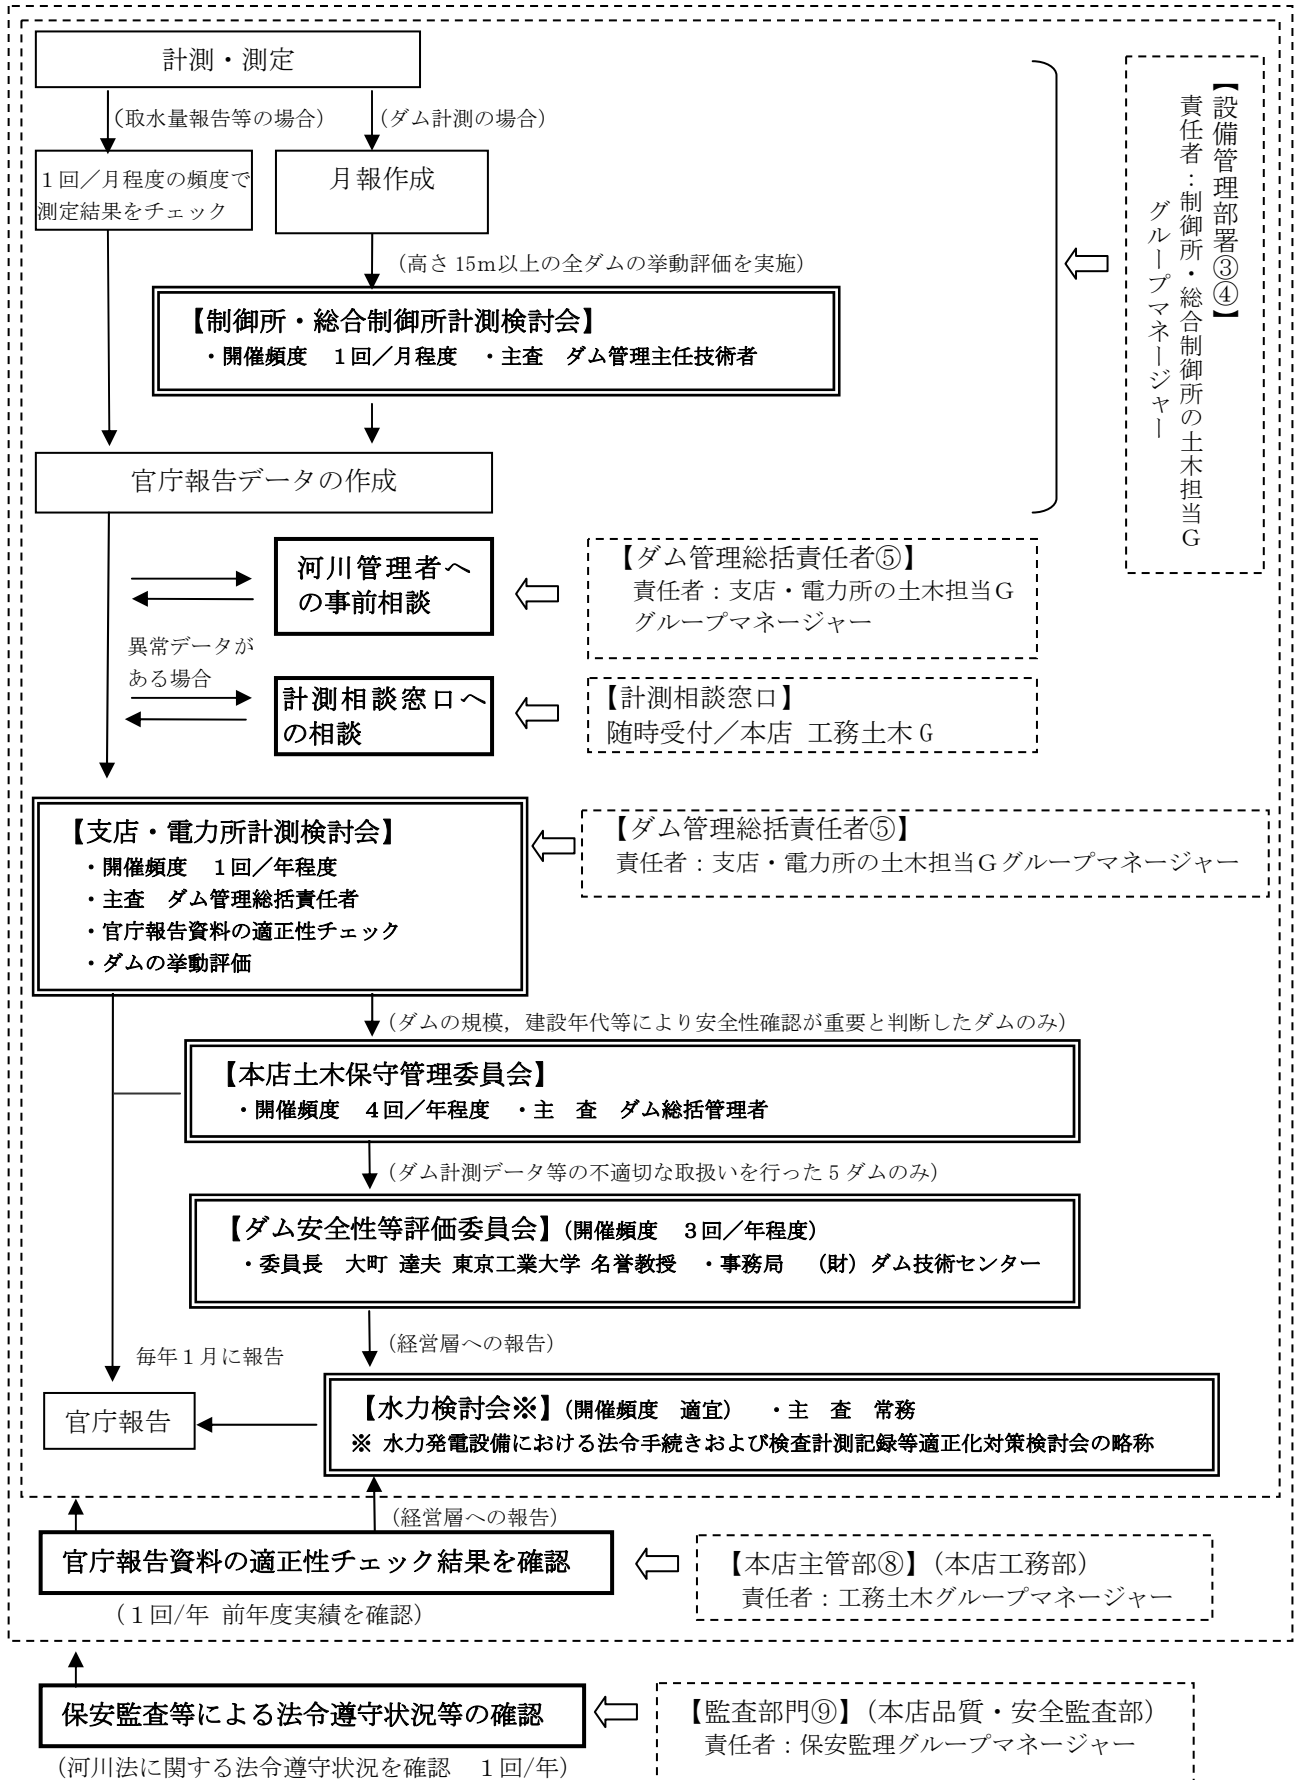 計測・測定
（取水量報告等の場合）
（ダム計測の場合）
１回／月程度の頻度で
測定結果をチェック
月報作成
（高さ 15m以上の全ダムの挙動評価を実施）
【制御所・総合制御所計測検討会】
・開催頻度　１回／月程度　・主査　ダム管理主任技術者
官庁報告データの作成
【設備管理部署③④】
責任者：制御所・総合制御所の土木担当Ｇ
グループマネージャー
河川管理者へ
の事前相談
【ダム管理総括責任者⑤】
責任者：支店・電力所の土木担当Ｇ
グループマネージャー
異常データが
ある場合
計測相談窓口へ
の相談
【計測相談窓口】
随時受付／本店 工務土木 G
【支店・電力所計測検討会】
・開催頻度　１回／年程度
・主査　ダム管理総括責任者
・官庁報告資料の適正性チェック
・ダムの挙動評価
【ダム管理総括責任者⑤】
責任者：支店・電力所の土木担当Ｇグループマネージャー
（ダムの規模，建設年代等により安全性確認が重要と判断したダムのみ）
【本店土木保守管理委員会】
・開催頻度　４回／年程度　・主　査　ダム総括管理者
（ダム計測データ等の不適切な取扱いを行った 5 ダムのみ）
【ダム安全性等評価委員会】（開催頻度　３回／年程度）
・委員長　大町 達夫 東京工業大学 名誉教授　・事務局　（財）ダム技術センター
（経営層への報告）
毎年１月に報告
官庁報告
【水力検討会※】（開催頻度　適宜）　・主　査　常務
※ 水力発電設備における法令手続きおよび検査計測記録等適正化対策検討会の略称
（経営層への報告）
官庁報告資料の適正性チェック結果を確認
（１回/年 前年度実績を確認）
【本店主管部⑧】（本店工務部）
責任者：工務土木グループマネージャー
保安監査等による法令遵守状況等の確認
（河川法に関する法令遵守状況を確認　１回/年）
【監査部門⑨】（本店品質・安全監査部）
責任者：保安監理グループマネージャー